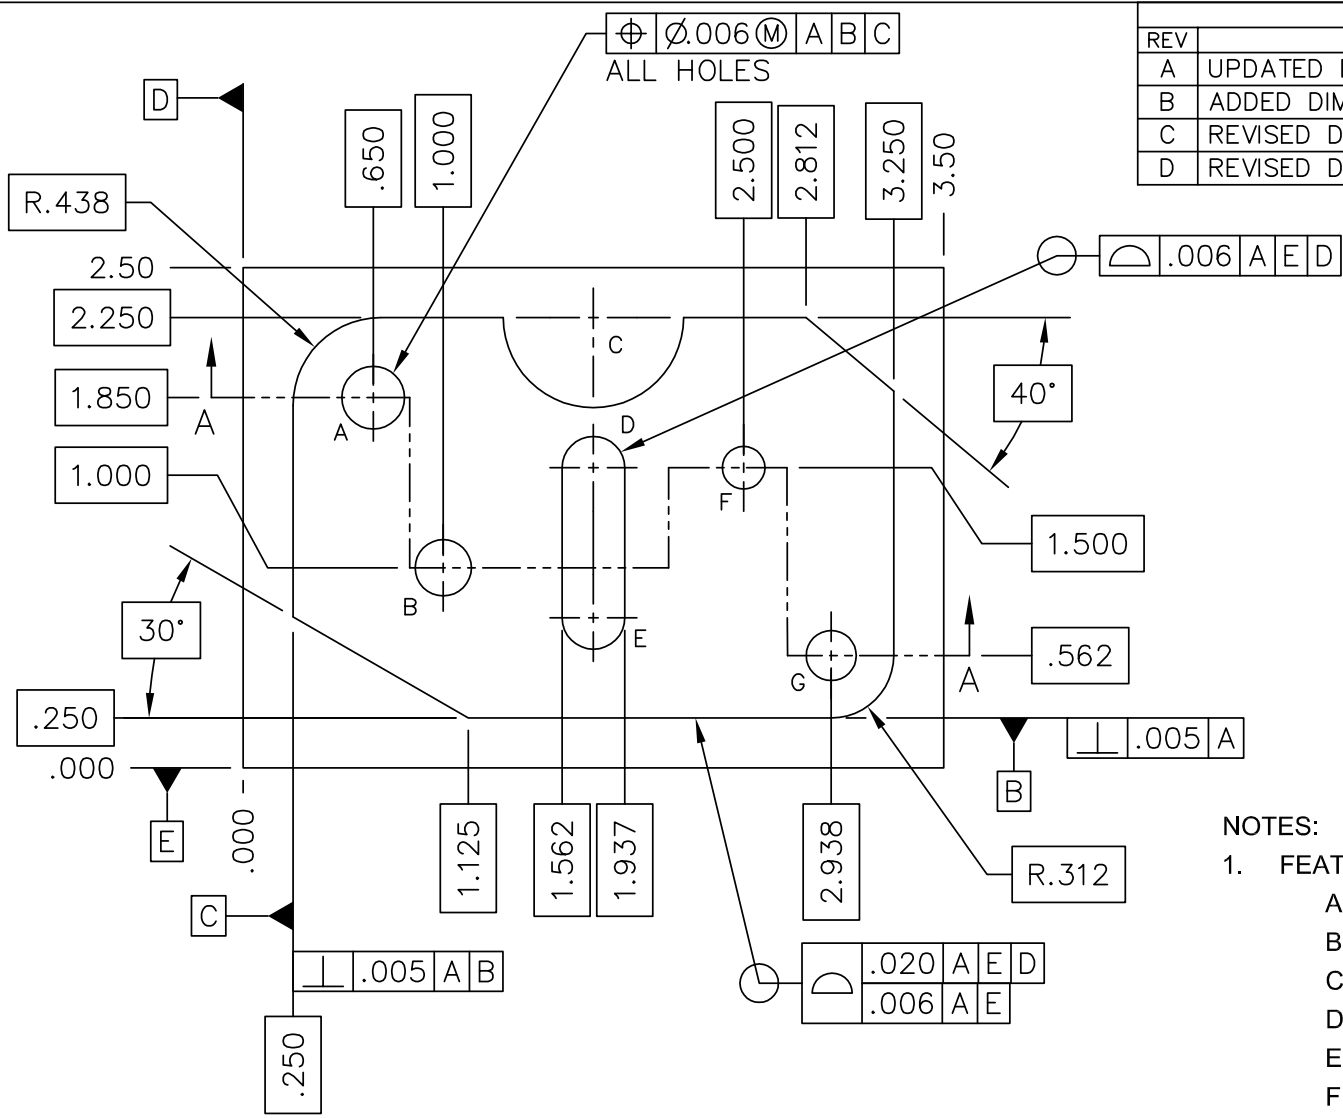 ⌖ Ø.006 Ⓜ A B C
ALL HOLES
REV
A UPDATED
B ADDED DIM
C REVISED D
D REVISED D
D
.650
1.000
2.500
2.812
3.250
3.50
R.438
⌓ .006 A E D
2.50
2.250
1.850
1.000
A
A
C
D
B
E
F
G
40°
1.500
30°
.562
A
.250
.000
⊥ .005 A
B
E
.000
1.125
1.562
1.937
2.938
R.312
C
⊥ .005 A B
⌓ .020 A E D
.006 A E
.250
NOTES:
1. FEAT
A
B
C
D
E
F